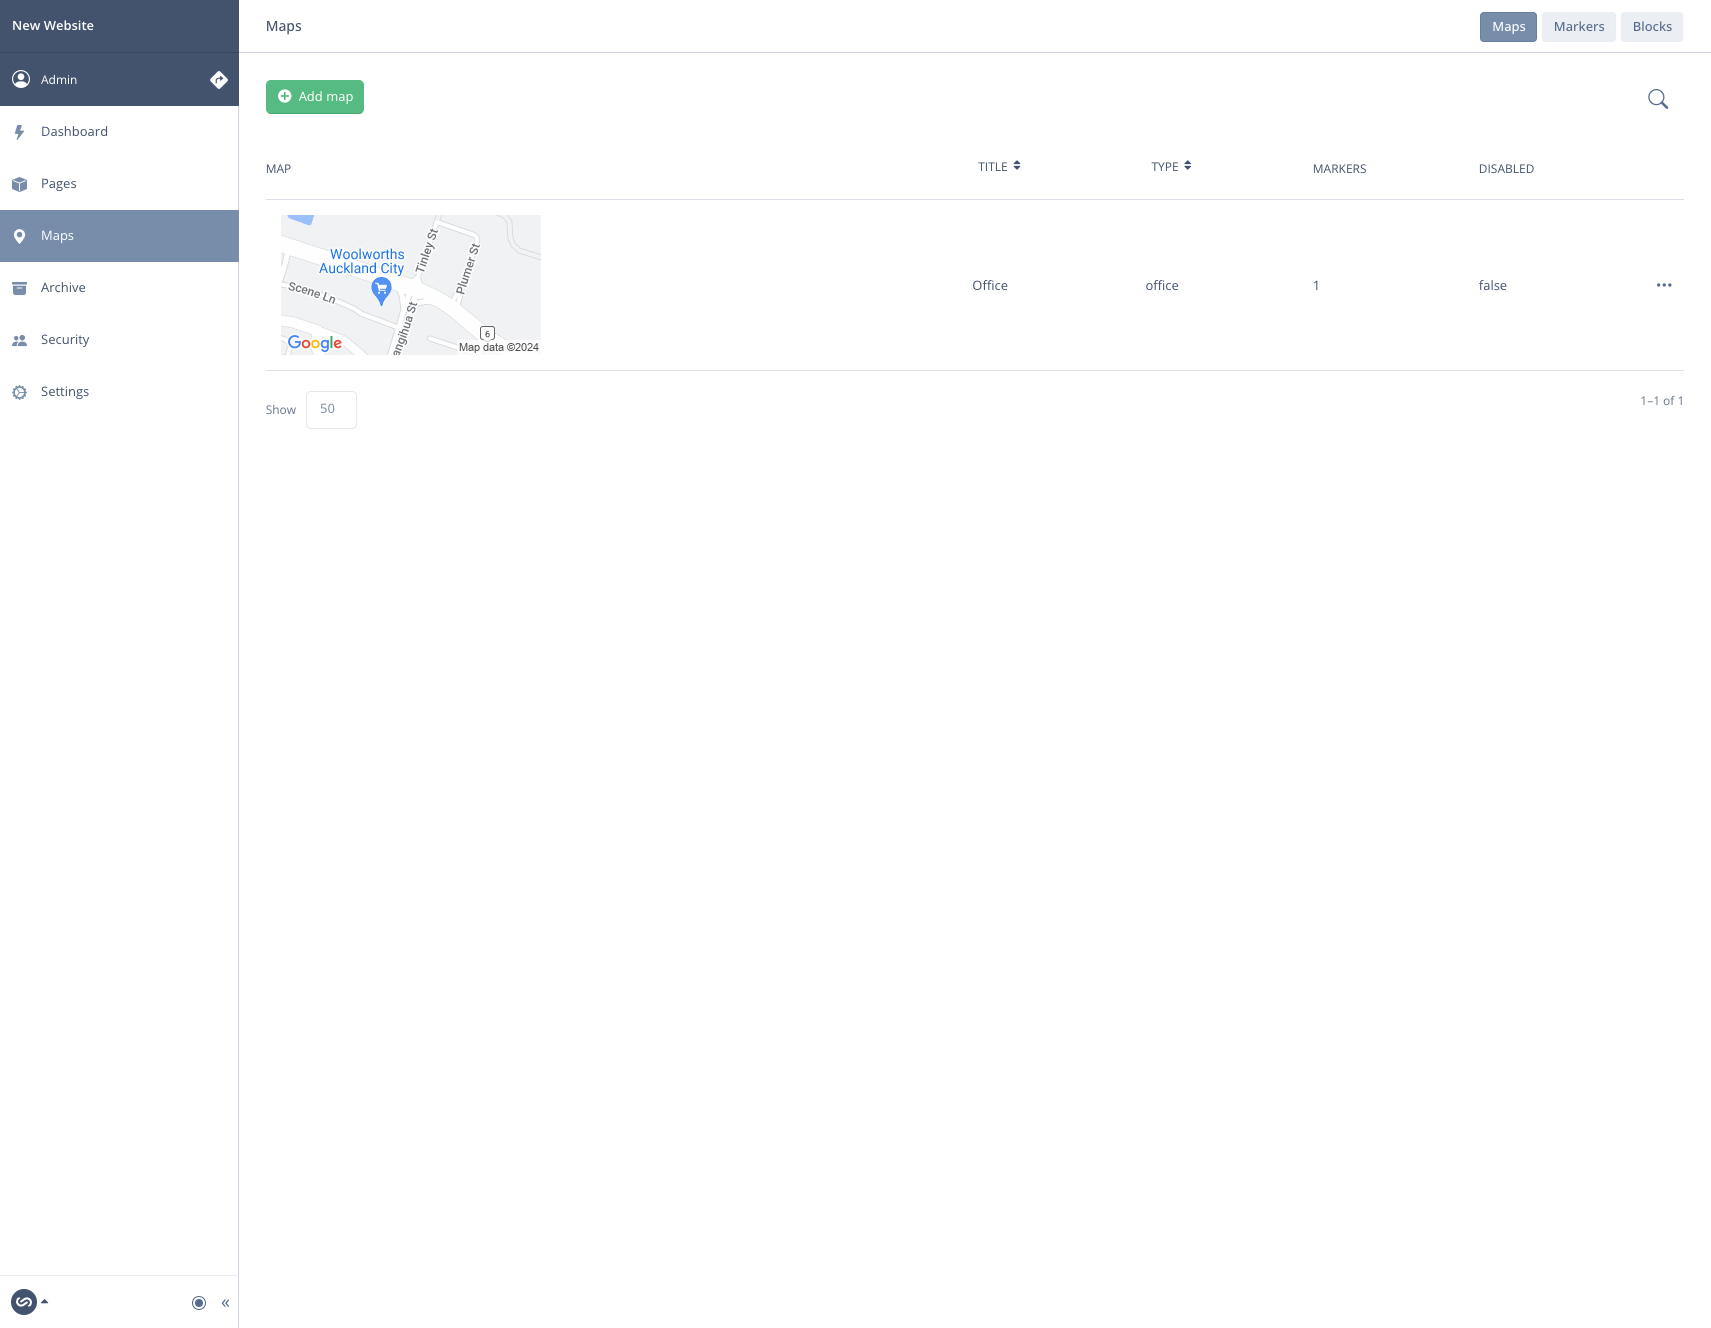 New Website
Maps
Maps
Markers
Blocks
Admin
Add map
Dashboard
Pages
Maps
Archive
Security
Settings
MAP
TITLE
TYPE
MARKERS
DISABLED
Woolworths
Auckland City
Tinley St
Plumer St
Scene Ln
angihua St
6
Google
Map data ©2024
Office
office
1
false
Show
50
1–1 of 1
«